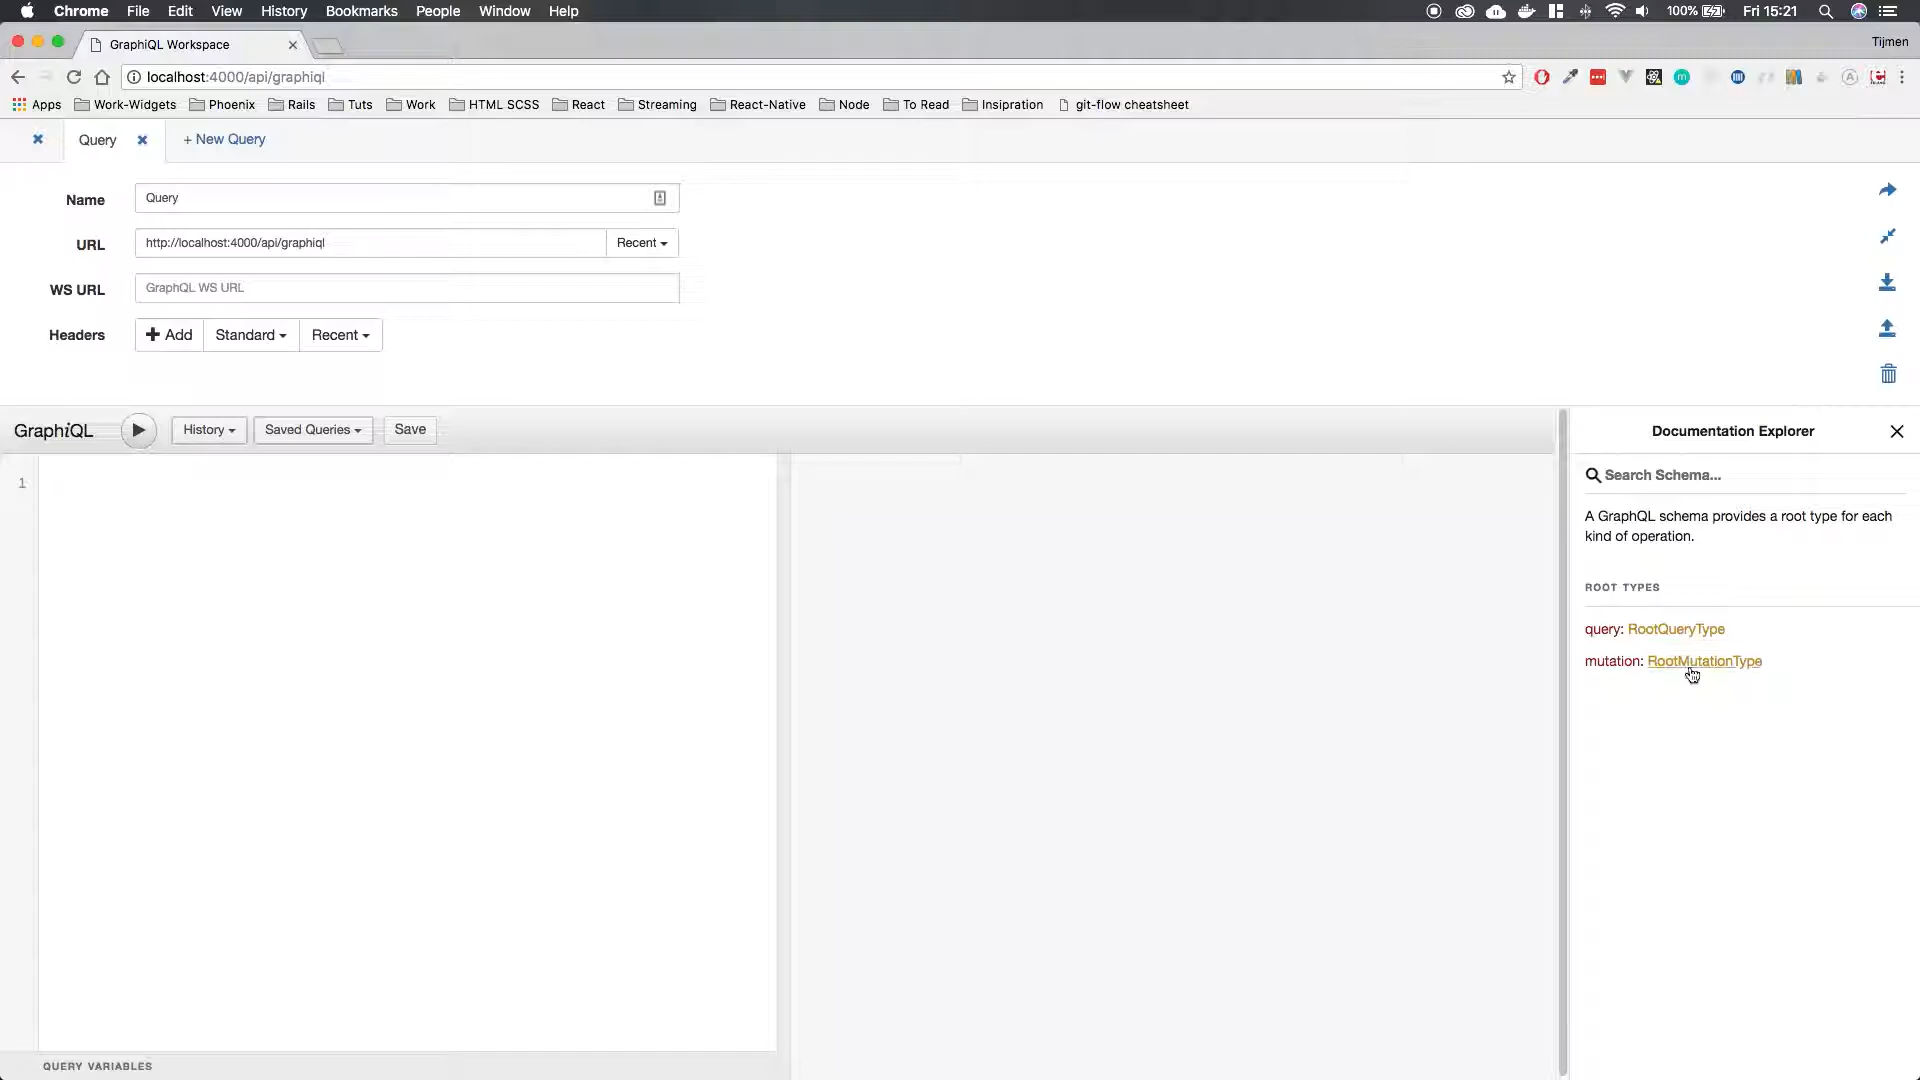 Chrome File Edit View History Bookmarks People Window Help 100% Fri 15:21
GraphiQL Workspace Tijmen
localhost:4000/api/graphiql
Apps Work-Widgets Phoenix Rails Tuts Work HTML SCSS React Streaming React-Native Node To Read Insipration git-flow cheatsheet
Query + New Query
Name Query
URL http://localhost:4000/api/graphiql Recent
WS URL GraphQL WS URL
Headers Add Standard Recent
GraphiQL History Saved Queries Save
1
QUERY VARIABLES
Documentation Explorer
Search Schema...
A GraphQL schema provides a root type for each
kind of operation.
ROOT TYPES
query: RootQueryType
mutation: RootMutationType